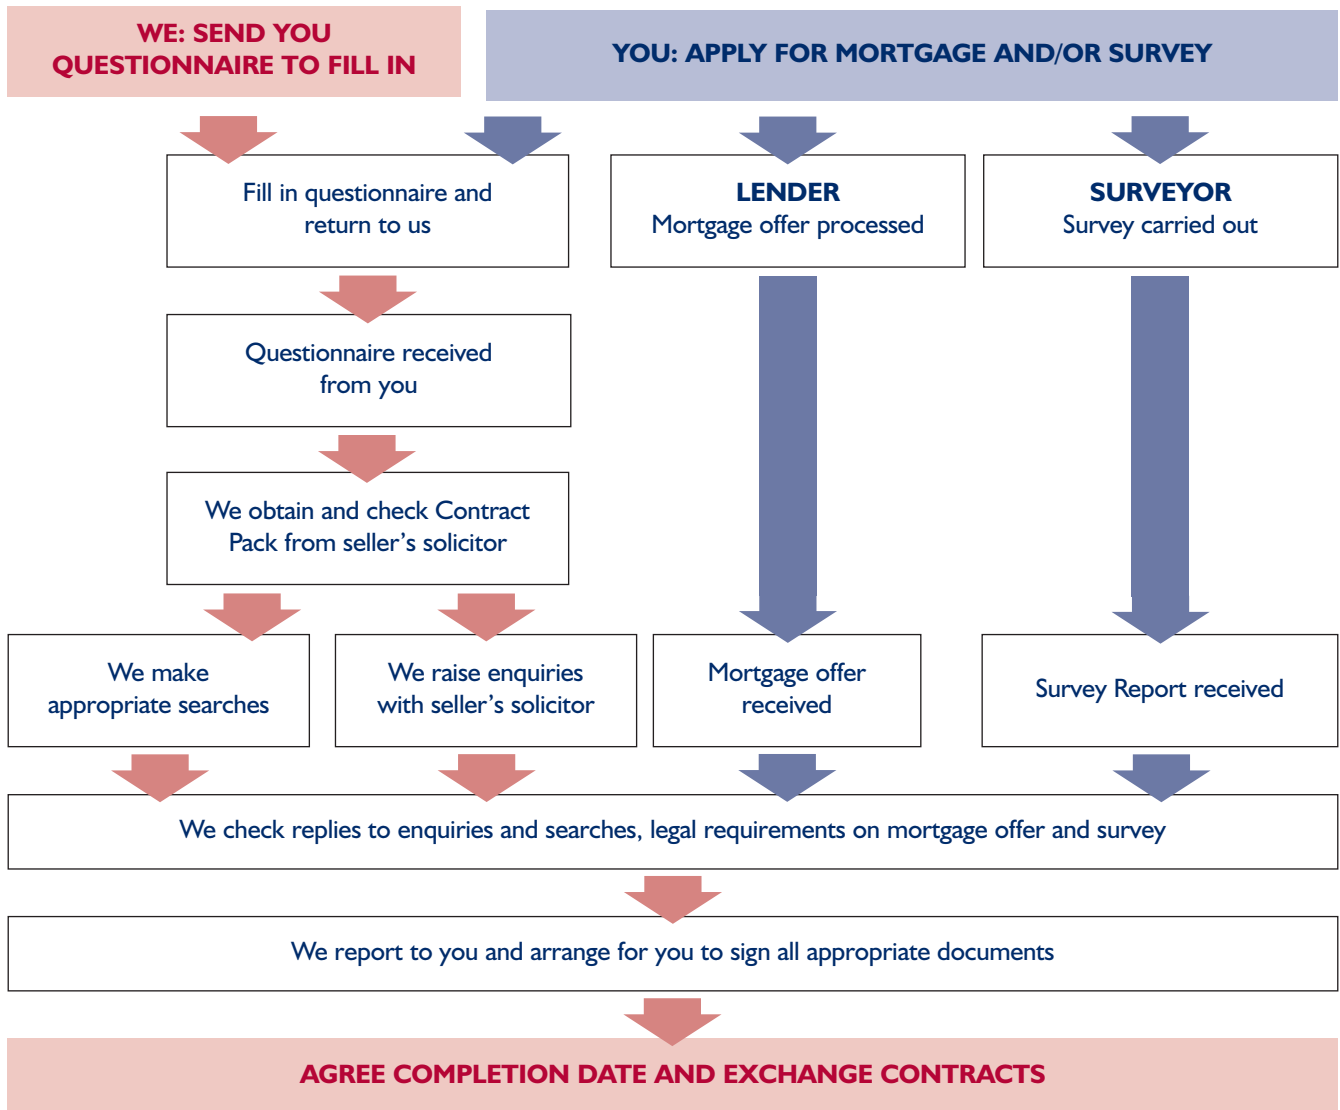 WE: SEND YOU
QUESTIONNAIRE TO FILL IN
YOU: APPLY FOR MORTGAGE AND/OR SURVEY
Fill in questionnaire and
return to us
LENDER
Mortgage offer processed
SURVEYOR
Survey carried out
Questionnaire received
from you
We obtain and check Contract
Pack from seller’s solicitor
We make
appropriate searches
We raise enquiries
with seller’s solicitor
Mortgage offer
received
Survey Report received
We check replies to enquiries and searches, legal requirements on mortgage offer and survey
We report to you and arrange for you to sign all appropriate documents
AGREE COMPLETION DATE AND EXCHANGE CONTRACTS